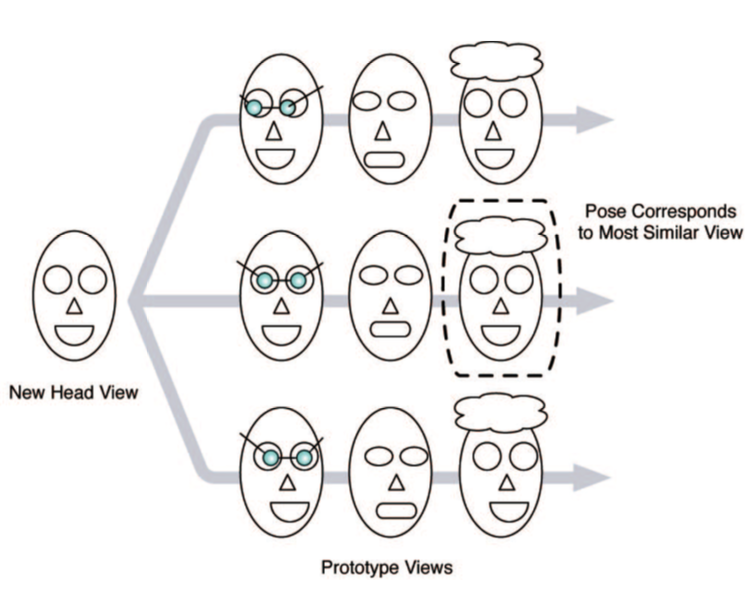 Pose Corresponds
to Most Similar View
New Head View
Prototype Views